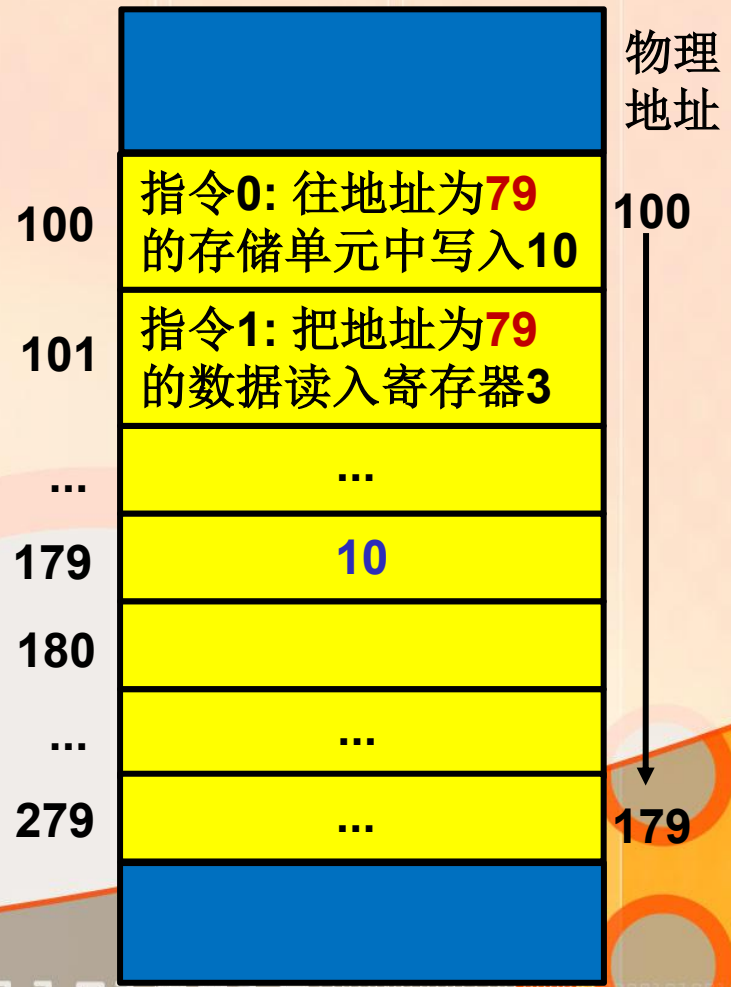 物理
地址
100
指令0: 往地址为79
的存储单元中写入10
100
101
指令1: 把地址为79
的数据读入寄存器3
...
...
179
10
180
...
...
279
...
179